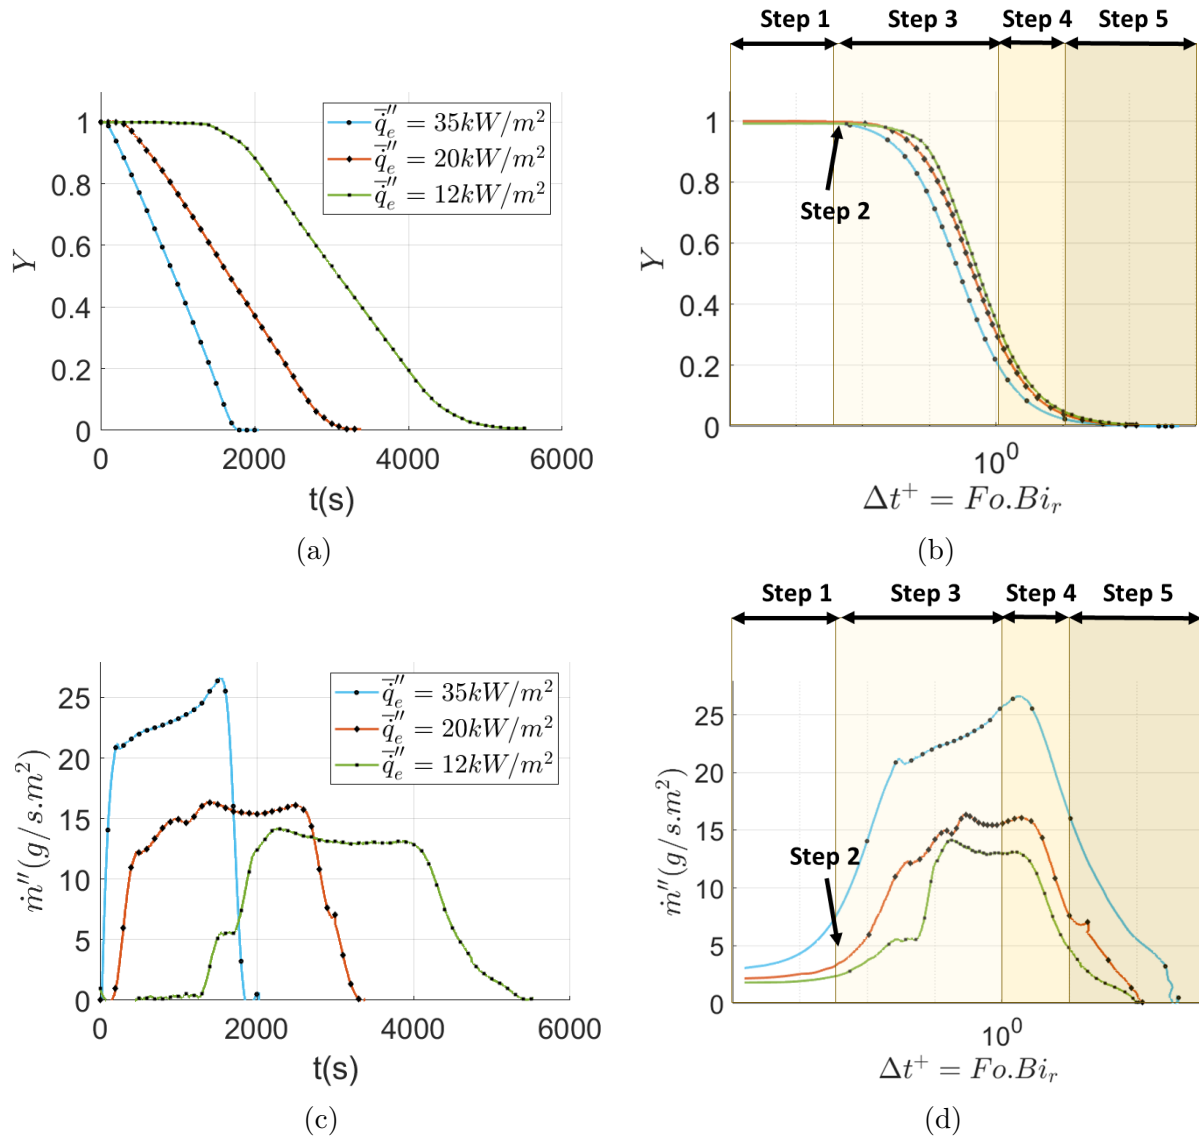 1
0.8
0.6
0.4
0.2
0
Y
0 2000 4000 6000
t(s)
q̅̇″ₑ = 35kW/m²
q̅̇″ₑ = 20kW/m²
q̅̇″ₑ = 12kW/m²
(a)
Step 1 Step 3 Step 4 Step 5
1
0.8
0.6
0.4
0.2
0
Y
Step 2
10⁰
Δt⁺ = Fo.Biᵣ
(b)
25
20
15
10
5
0
ṁ″(g/s.m²)
0 2000 4000 6000
t(s)
q̅̇″ₑ = 35kW/m²
q̅̇″ₑ = 20kW/m²
q̅̇″ₑ = 12kW/m²
(c)
Step 1 Step 3 Step 4 Step 5
25
20
15
10
5
0
ṁ″(g/s.m²)
Step 2
10⁰
Δt⁺ = Fo.Biᵣ
(d)